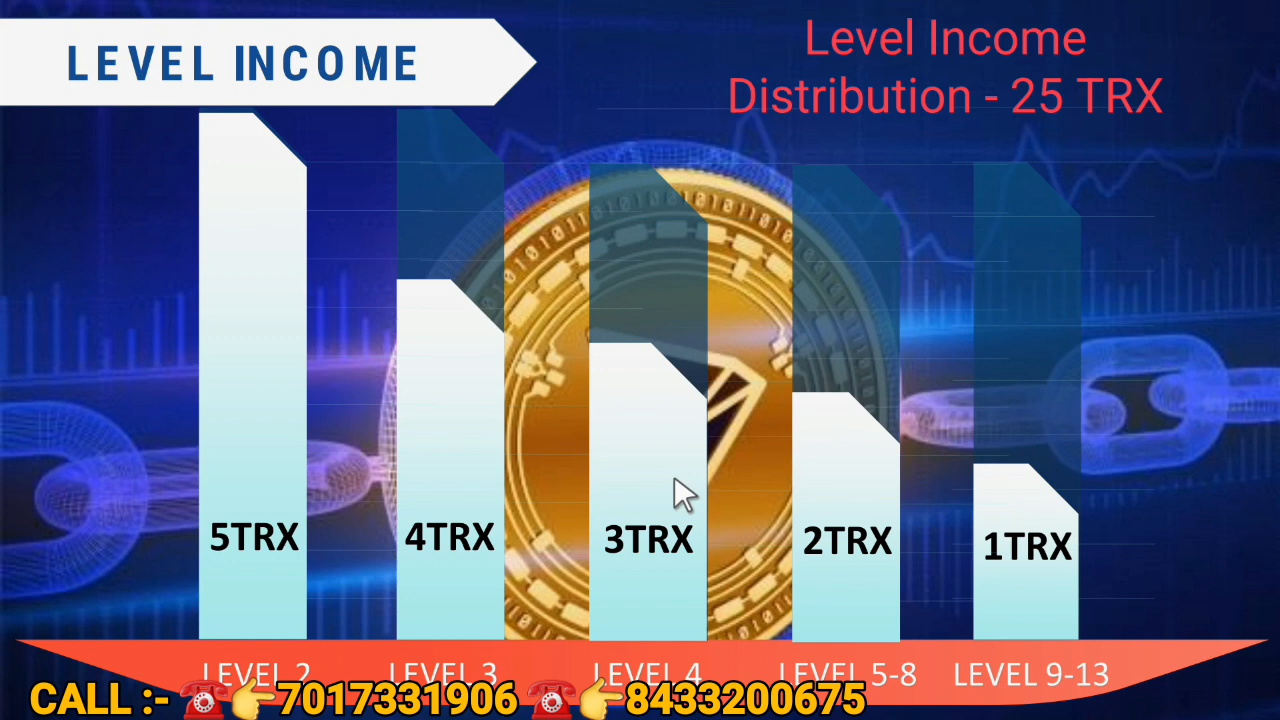 LEVEL INCOME
Level Income
Distribution - 25 TRX
5TRX
4TRX
3TRX
2TRX
1TRX
LEVEL 2
LEVEL 3
LEVEL 4
LEVEL 5-8
LEVEL 9-13
CALL :- ☎️👉7017331906 ☎️👉8433200675